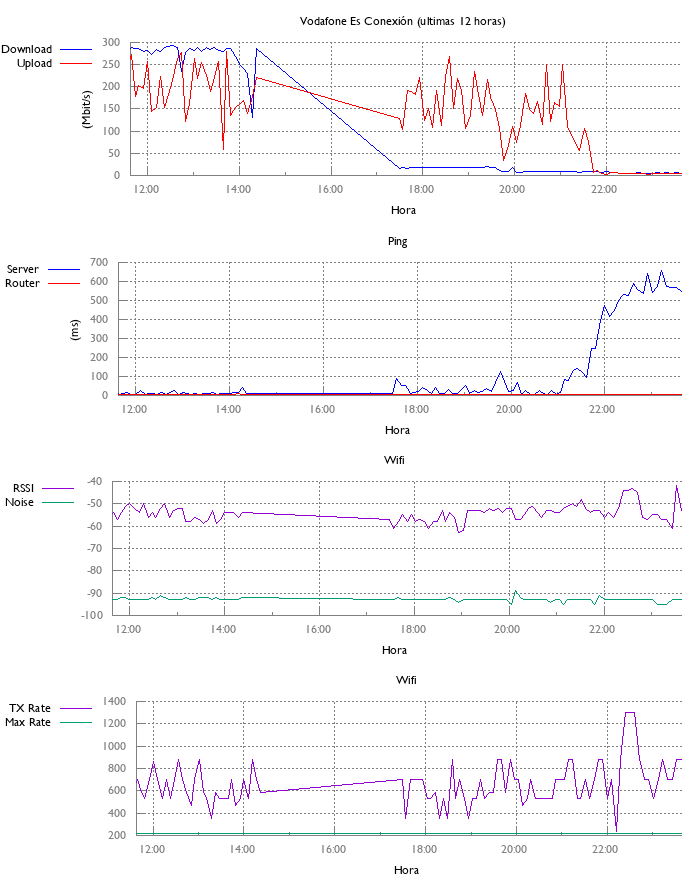 Vodafone Es Conexión (ultimas 12 horas)
Download
Upload
(Mbit/s)
300
250
200
150
100
50
0
12:00 14:00 16:00 18:00 20:00 22:00
Hora
Ping
Server
Router
(ms)
700
600
500
400
300
200
100
0
12:00 14:00 16:00 18:00 20:00 22:00
Hora
Wifi
RSSI
Noise
-40
-50
-60
-70
-80
-90
-100
12:00 14:00 16:00 18:00 20:00 22:00
Hora
Wifi
TX Rate
Max Rate
1400
1200
1000
800
600
400
200
12:00 14:00 16:00 18:00 20:00 22:00
Hora